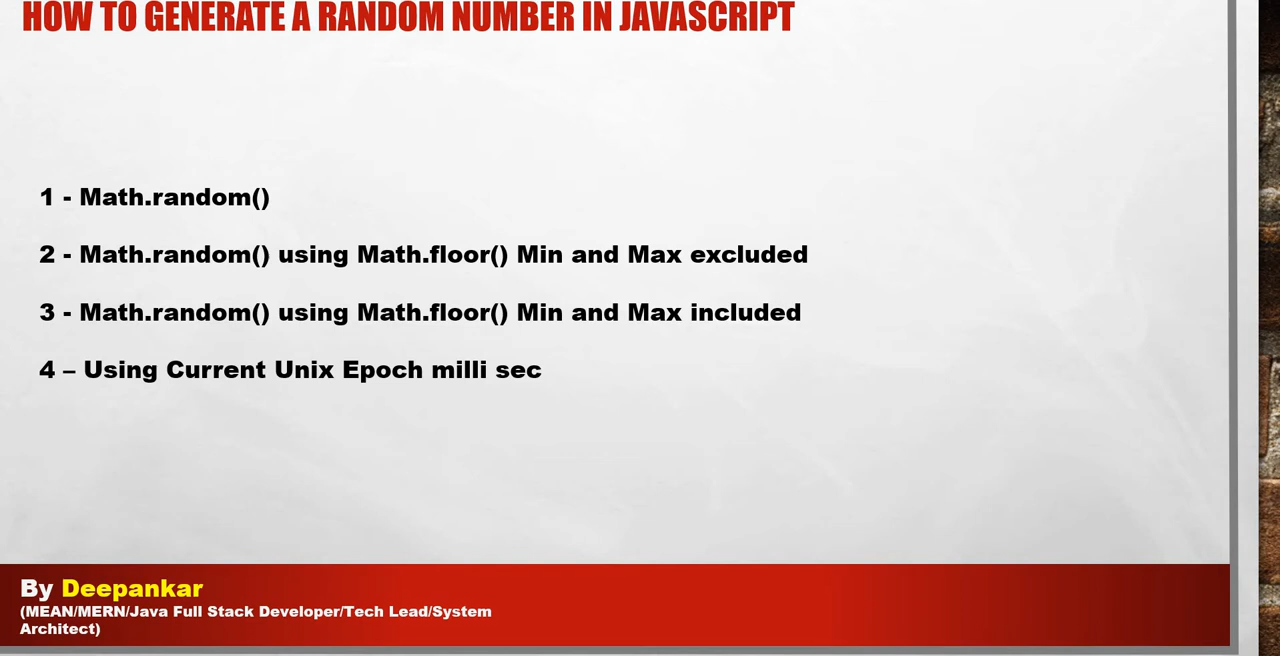 HOW TO GENERATE A RANDOM NUMBER IN JAVASCRIPT
1 - Math.random()
2 - Math.random() using Math.floor() Min and Max excluded
3 - Math.random() using Math.floor() Min and Max included
4 – Using Current Unix Epoch milli sec
By Deepankar
(MEAN/MERN/Java Full Stack Developer/Tech Lead/System
Architect)